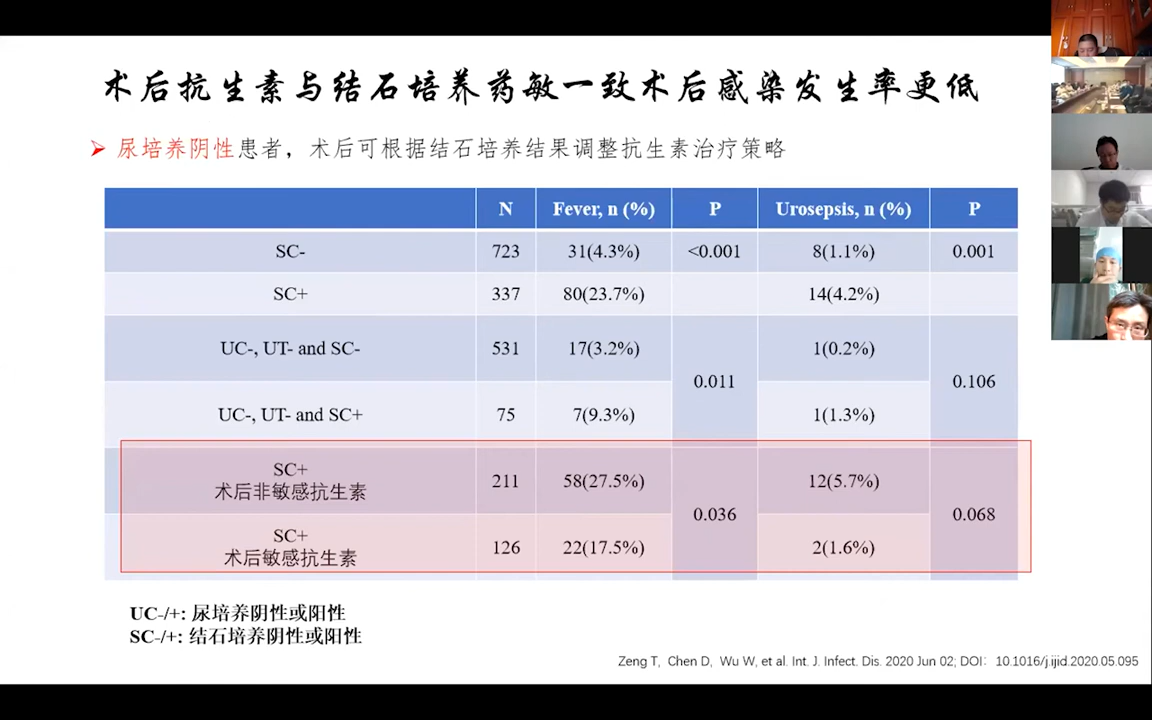 术后抗生素与结石培养药敏一致术后感染发生率更低
尿培养阴性患者，术后可根据结石培养结果调整抗生素治疗策略
N Fever, n (%) P Urosepsis, n (%) P
SC- 723 31(4.3%) <0.001 8(1.1%) 0.001
SC+ 337 80(23.7%) 14(4.2%)
UC-, UT- and SC- 531 17(3.2%) 1(0.2%)
0.011 0.106
UC-, UT- and SC+ 75 7(9.3%) 1(1.3%)
SC+
术后非敏感抗生素 211 58(27.5%) 12(5.7%)
0.036 0.068
SC+
术后敏感抗生素 126 22(17.5%) 2(1.6%)
UC-/+: 尿培养阴性或阳性
SC-/+: 结石培养阴性或阳性
Zeng T, Chen D, Wu W, et al. Int. J. Infect. Dis. 2020 Jun 02; DOI: 10.1016/j.ijid.2020.05.095